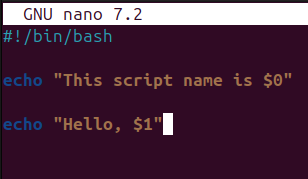 GNU nano 7.2
#!/bin/bash
echo "This script name is $0"
echo "Hello, $1"